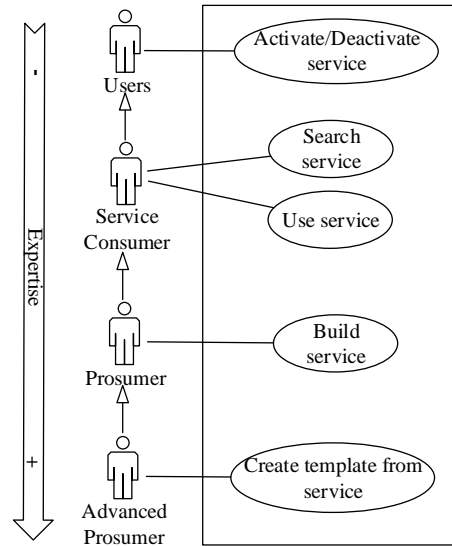 -
Expertise
+
Users
Service
Consumer
Prosumer
Advanced
Prosumer
Activate/Deactivate
service
Search
service
Use service
Build
service
Create template from
service